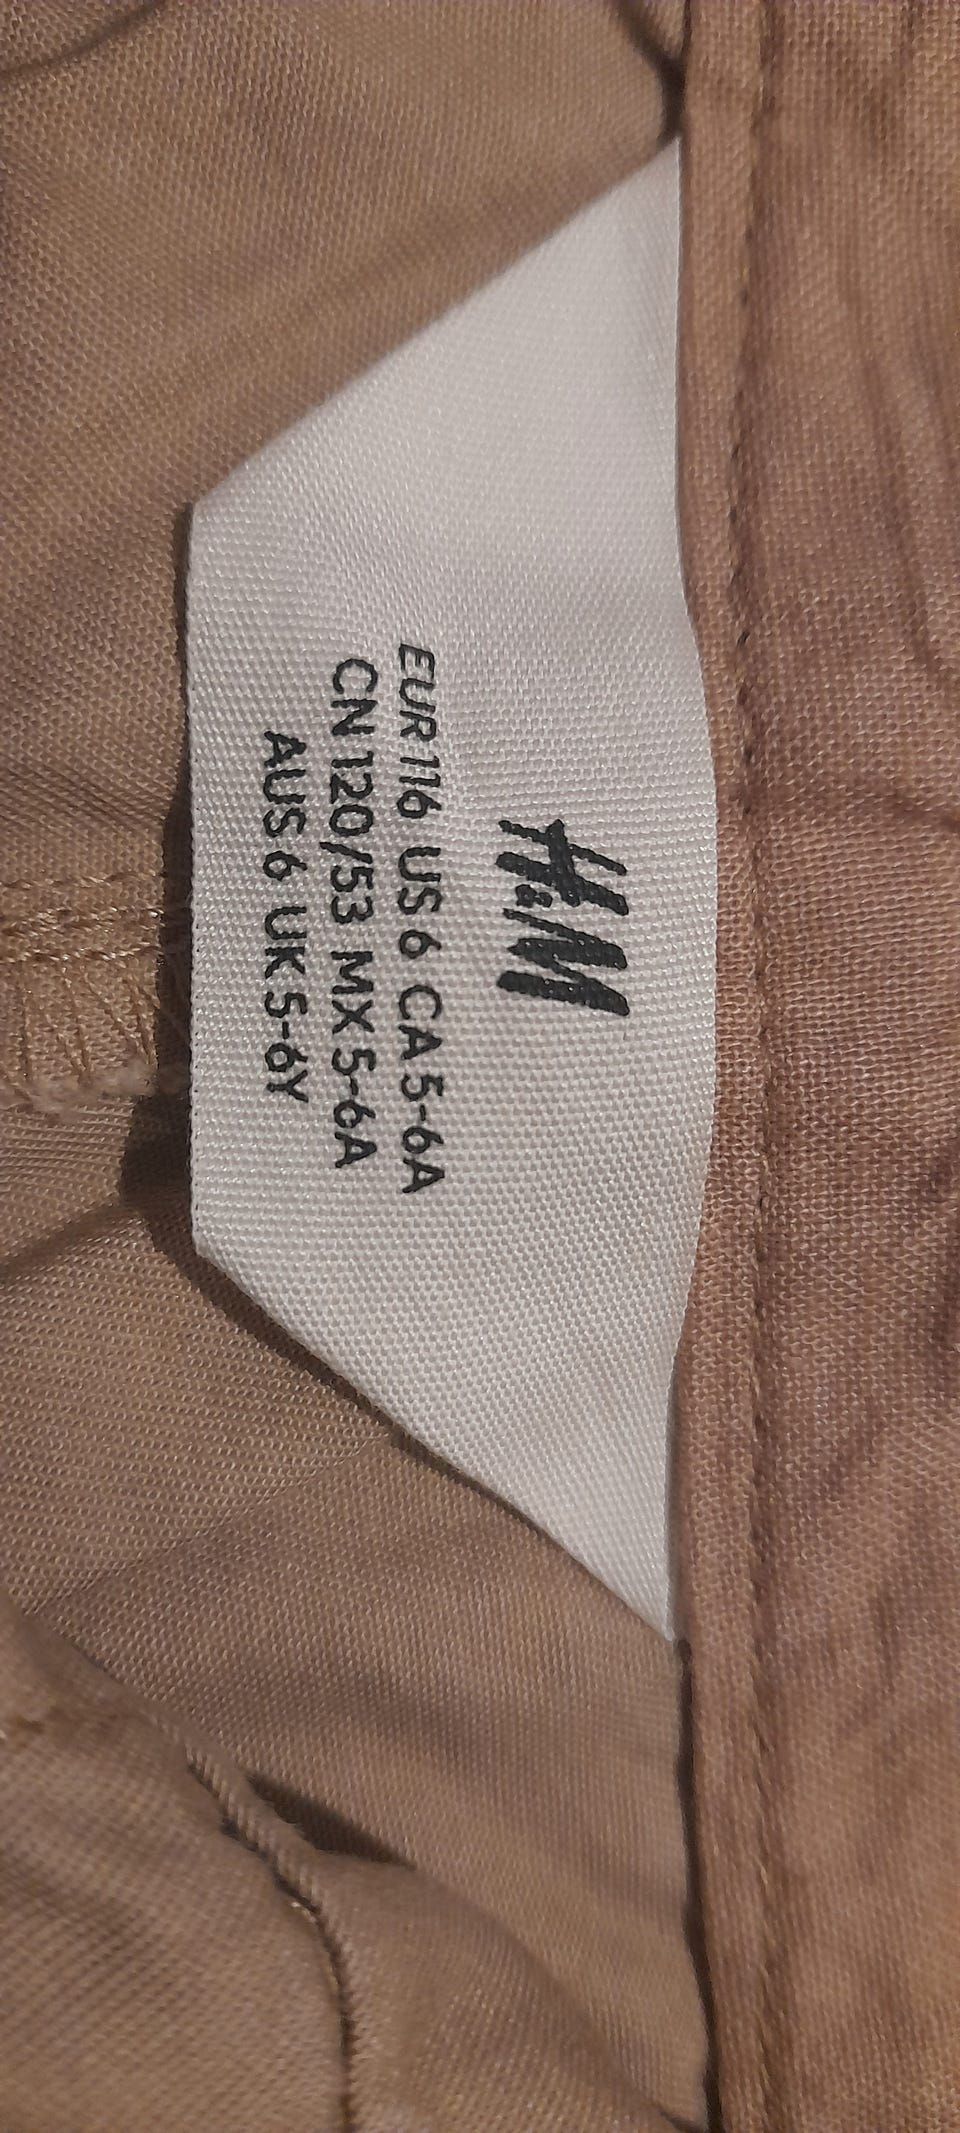 H&M
EUR 116 US 6 CA 5-6A
CN 120/53 MX 5-6A
AUS 6 UK 5-6Y